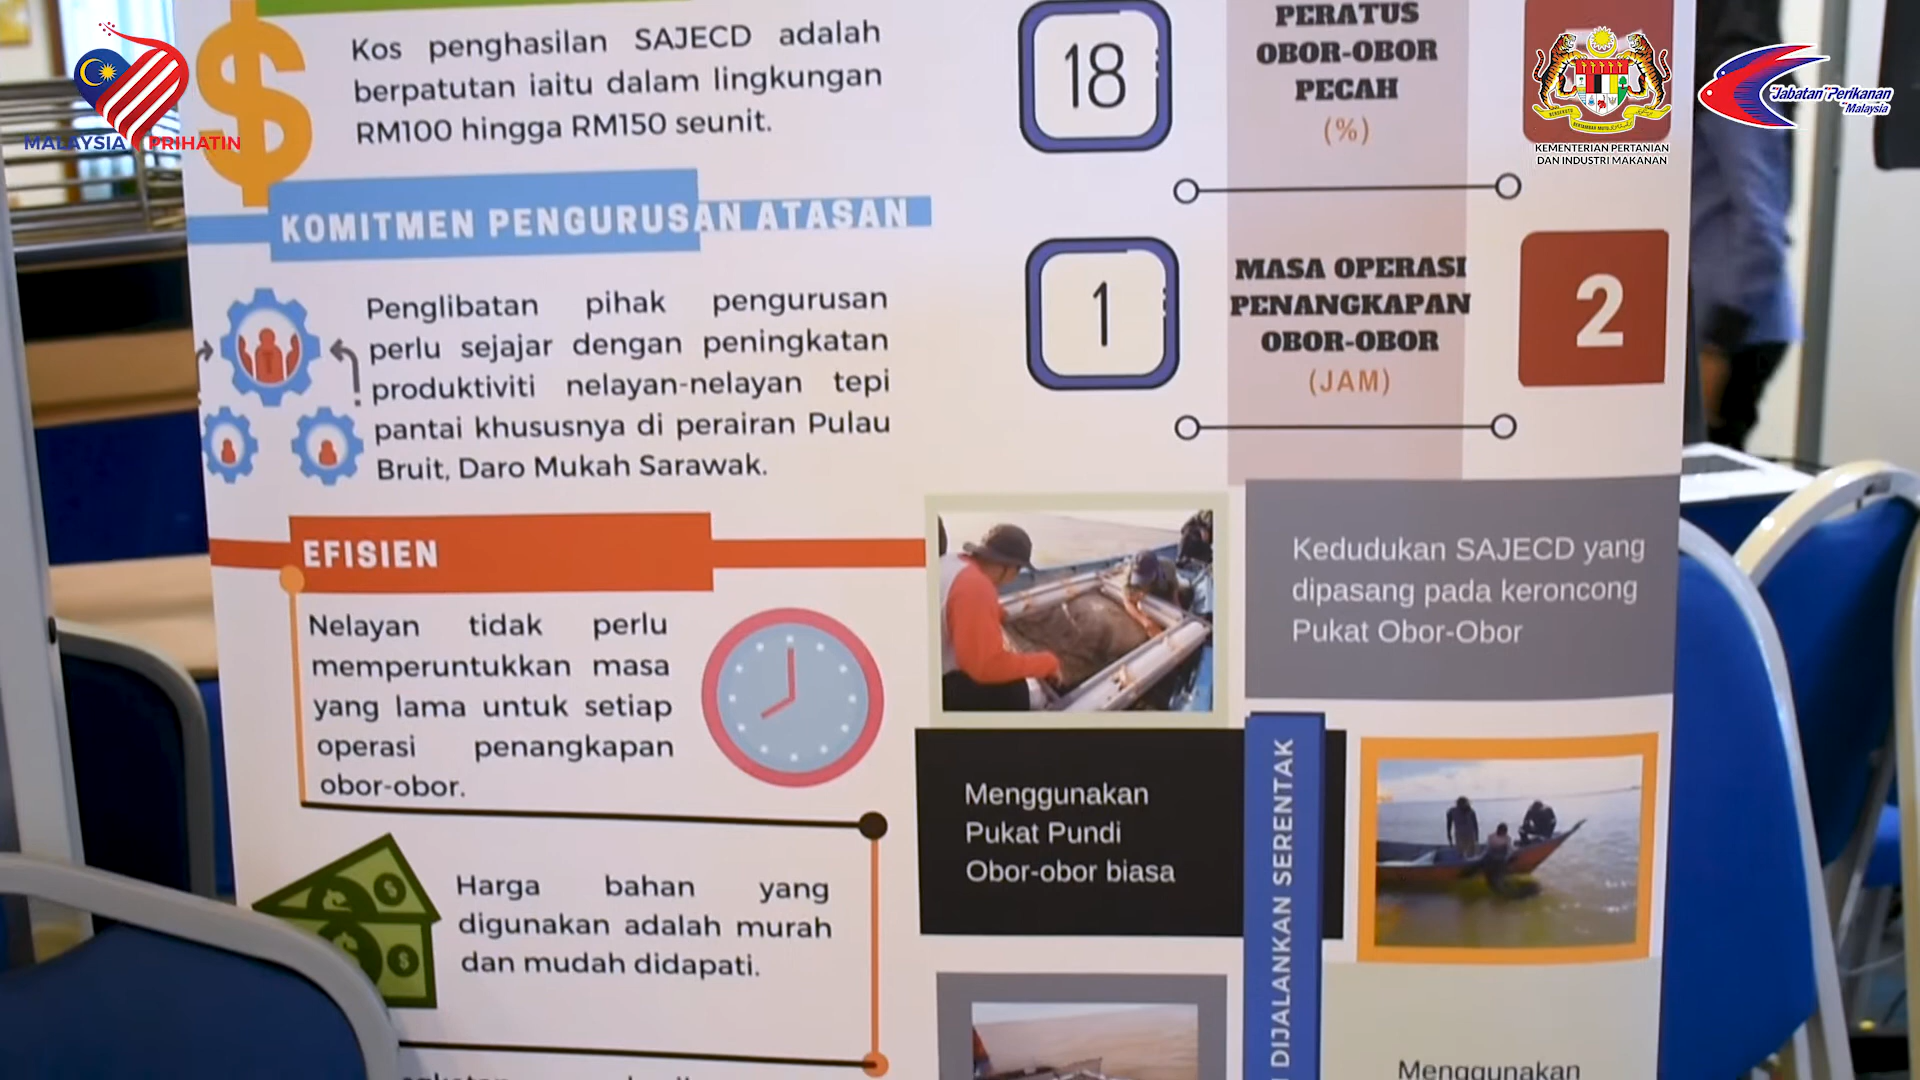 MALAYSIA PRIHATIN
Kos penghasilan SAJECD adalah
berpatutan iaitu dalam lingkungan
RM100 hingga RM150 seunit.
KOMITMEN PENGURUSAN ATASAN
Penglibatan pihak pengurusan
perlu sejajar dengan peningkatan
produktiviti nelayan-nelayan tepi
pantai khususnya di perairan Pulau
Bruit, Daro Mukah Sarawak.
EFISIEN
Nelayan tidak perlu
memperuntukkan masa
yang lama untuk setiap
operasi penangkapan
obor-obor.
Harga bahan yang
digunakan adalah murah
dan mudah didapati.
18
PERATUS
OBOR-OBOR
PECAH
(%)
1
MASA OPERASI
PENANGKAPAN
OBOR-OBOR
(JAM)
2
Kedudukan SAJECD yang
dipasang pada keroncong
Pukat Obor-Obor
Menggunakan
Pukat Pundi
Obor-obor biasa
DIJALANKAN SERENTAK
Menggunakan
KEMENTERIAN PERTANIAN
DAN INDUSTRI MAKANAN
Jabatan Perikanan
Malaysia